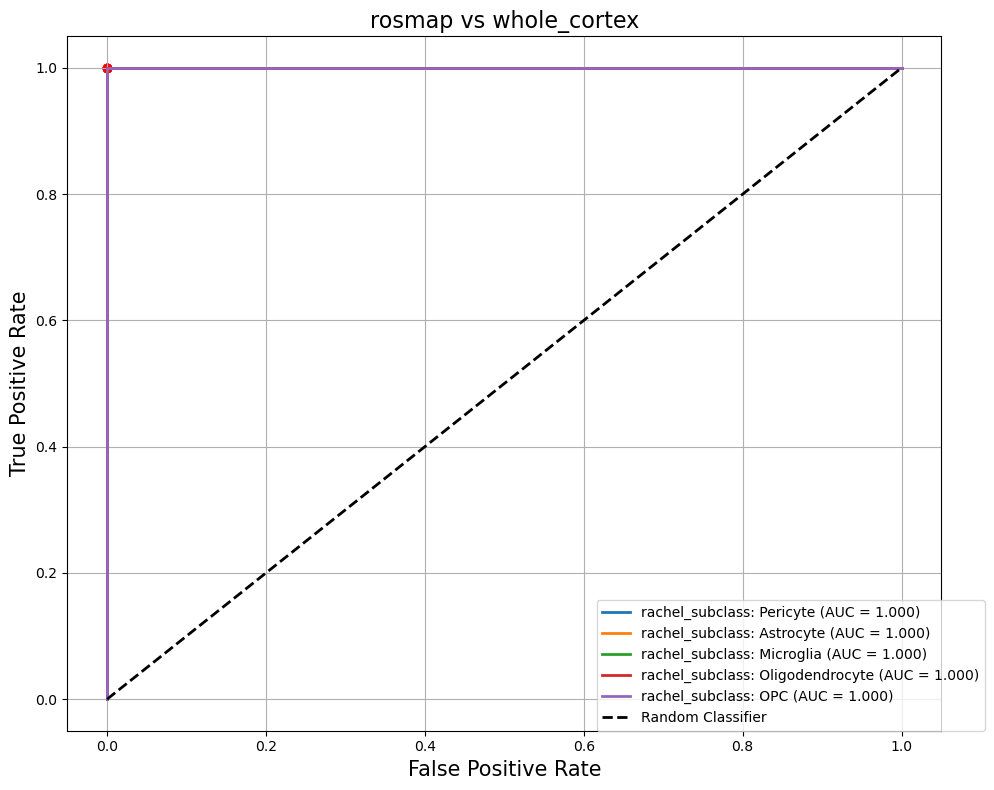 rosmap vs whole_cortex
True Positive Rate
1.0
0.8
0.6
0.4
0.2
0.0
rachel_subclass: Pericyte (AUC = 1.000)
rachel_subclass: Astrocyte (AUC = 1.000)
rachel_subclass: Microglia (AUC = 1.000)
rachel_subclass: Oligodendrocyte (AUC = 1.000)
rachel_subclass: OPC (AUC = 1.000)
Random Classifier
0.0 0.2 0.4 0.6 0.8 1.0
False Positive Rate